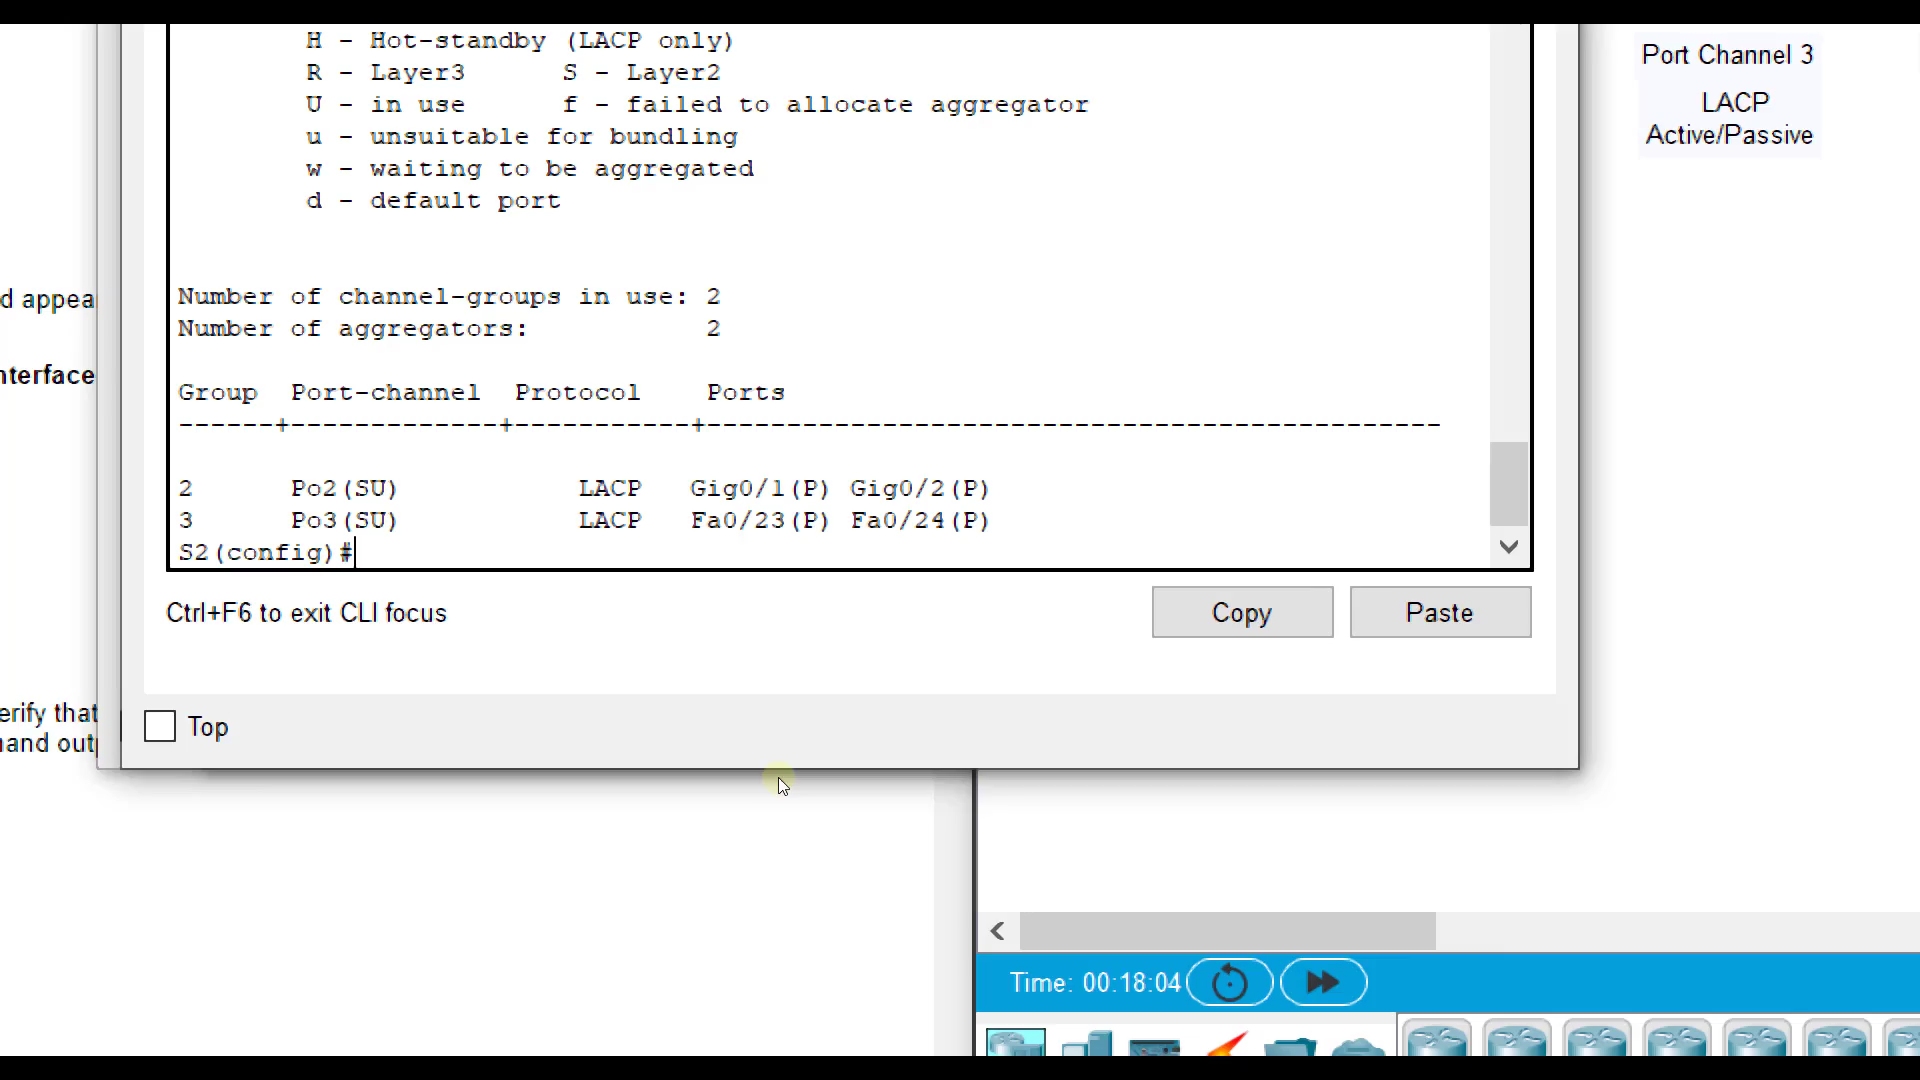 H - Hot-standby (LACP only)
R - Layer3      S - Layer2
U - in use      f - failed to allocate aggregator
u - unsuitable for bundling
w - waiting to be aggregated
d - default port
Number of channel-groups in use: 2
Number of aggregators:           2
Group  Port-channel  Protocol    Ports
------+-------------+-----------+----------------------------------------------
2      Po2(SU)           LACP   Gig0/1(P) Gig0/2(P)
3      Po3(SU)           LACP   Fa0/23(P) Fa0/24(P)
S2(config)#
Ctrl+F6 to exit CLI focus
Copy
Paste
Top
d appea
nterface
erify that
Port Channel 3
LACP
Active/Passive
Time: 00:18:04